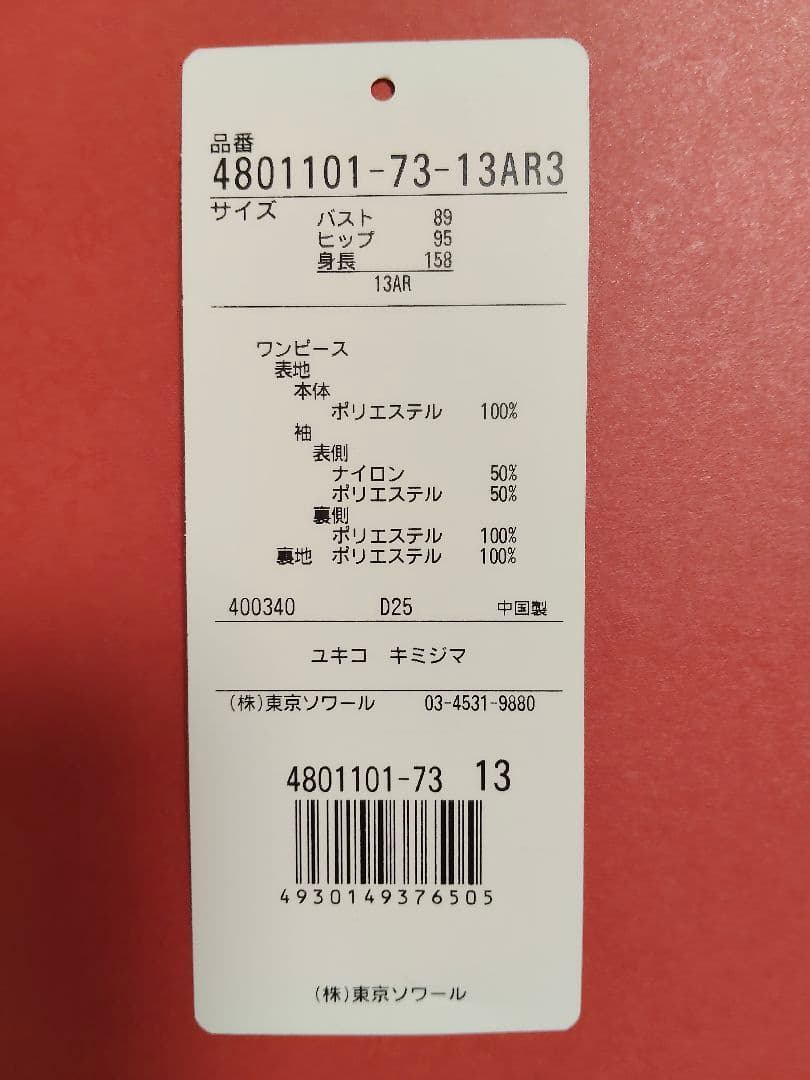 品番
4801101-73-13AR3
サイズ バスト 89
ヒップ 95
身長 158
13AR
ワンピース
表地
本体
ポリエステル 100%
袖
表側
ナイロン 50%
ポリエステル 50%
裏側
ポリエステル 100%
裏地 ポリエステル 100%
400340 D25 中国製
ユキコ キミジマ
(株)東京ソワール 03-4531-9880
4801101-73 13
4930149376505
(株)東京ソワール